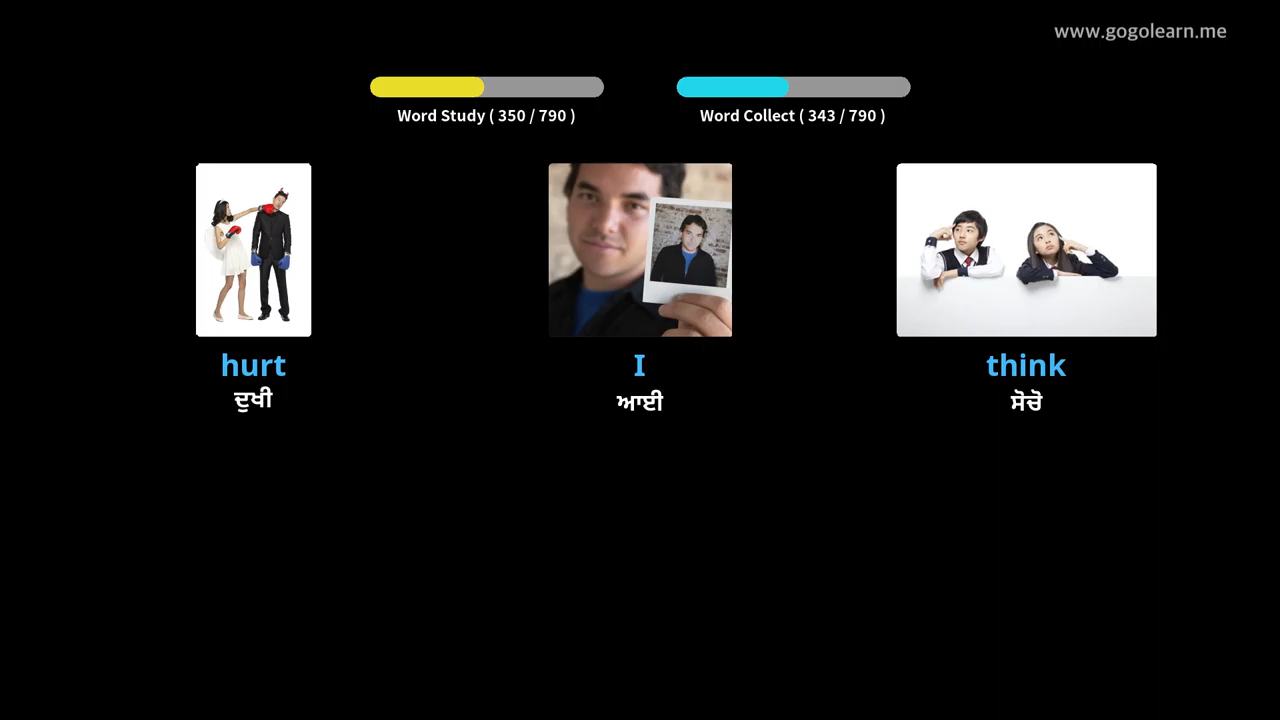 www.gogolearn.me
Word Study ( 350 / 790 )
Word Collect ( 343 / 790 )
hurt
ਦੁਖੀ
I
ਆਈ
think
ਸੋਚੋ